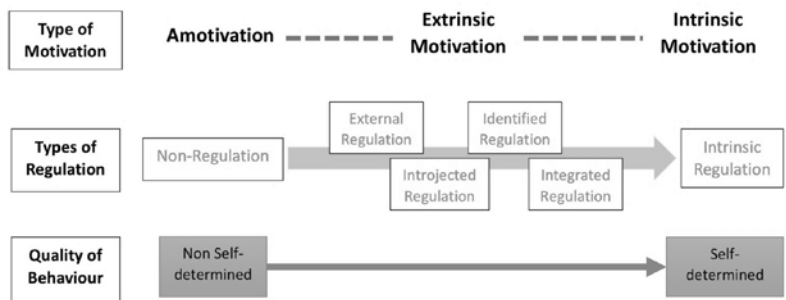 Type of
Motivation
Amotivation
Extrinsic
Motivation
Intrinsic
Motivation
Types of
Regulation
Non-Regulation
External
Regulation
Introjected
Regulation
Identified
Regulation
Integrated
Regulation
Intrinsic
Regulation
Quality of
Behaviour
Non Self-
determined
Self-
determined